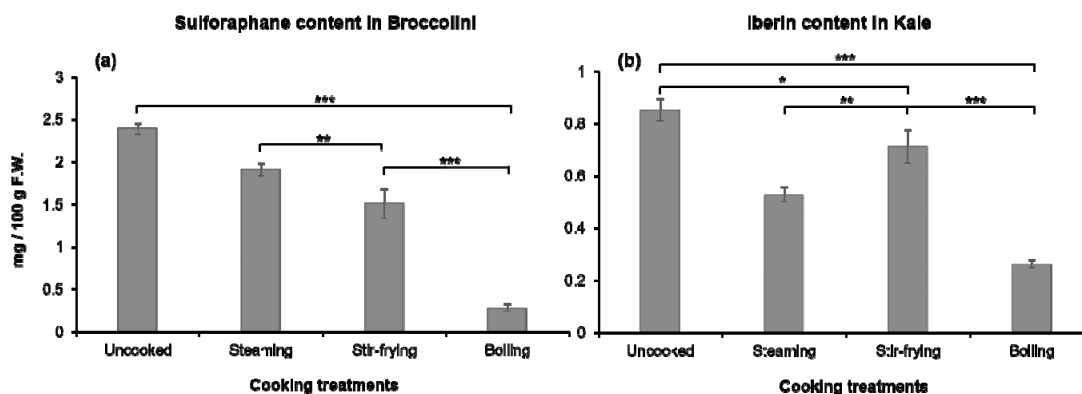 Sulforaphane content in Broccolini
(a)
3
2.5
2
1.5
1
0.5
0
mg / 100 g F.W.
***
**
***
Uncooked Steaming Stir-frying Boiling
Cooking treatments
Iberin content in Kale
(b)
1
0.8
0.6
0.4
0.2
0
***
*
**
***
Uncooked Steaming Stir-frying Boiling
Cooking treatments